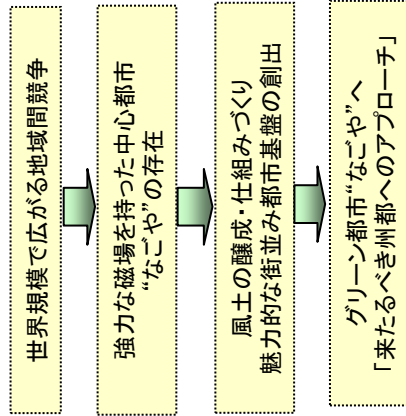 世界規模で広がる地域間競争
強力な磁場を持った中心都市
“なごや”の存在
風土の醸成・仕組みづくり
魅力的な街並み都市基盤の創出
グリーン都市“なごや”へ
「来たるべき州都へのアプローチ」